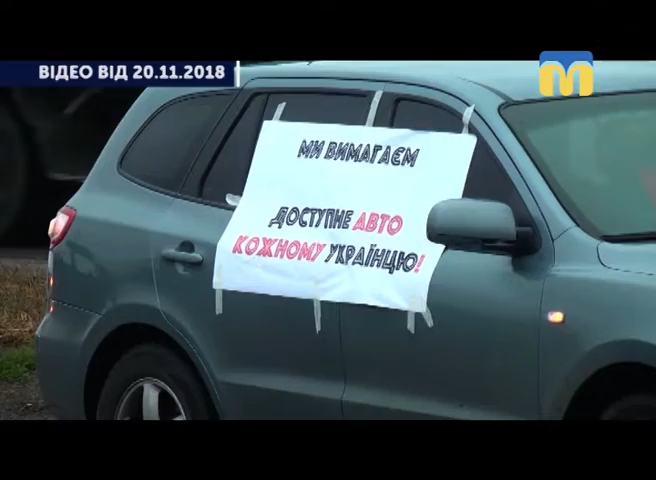 ВІДЕО ВІД 20.11.2018
М
МИ ВИМАГАЄМ
ДОСТУПНЕ АВТО
КОЖНОМУ УКРАЇНЦЮ!